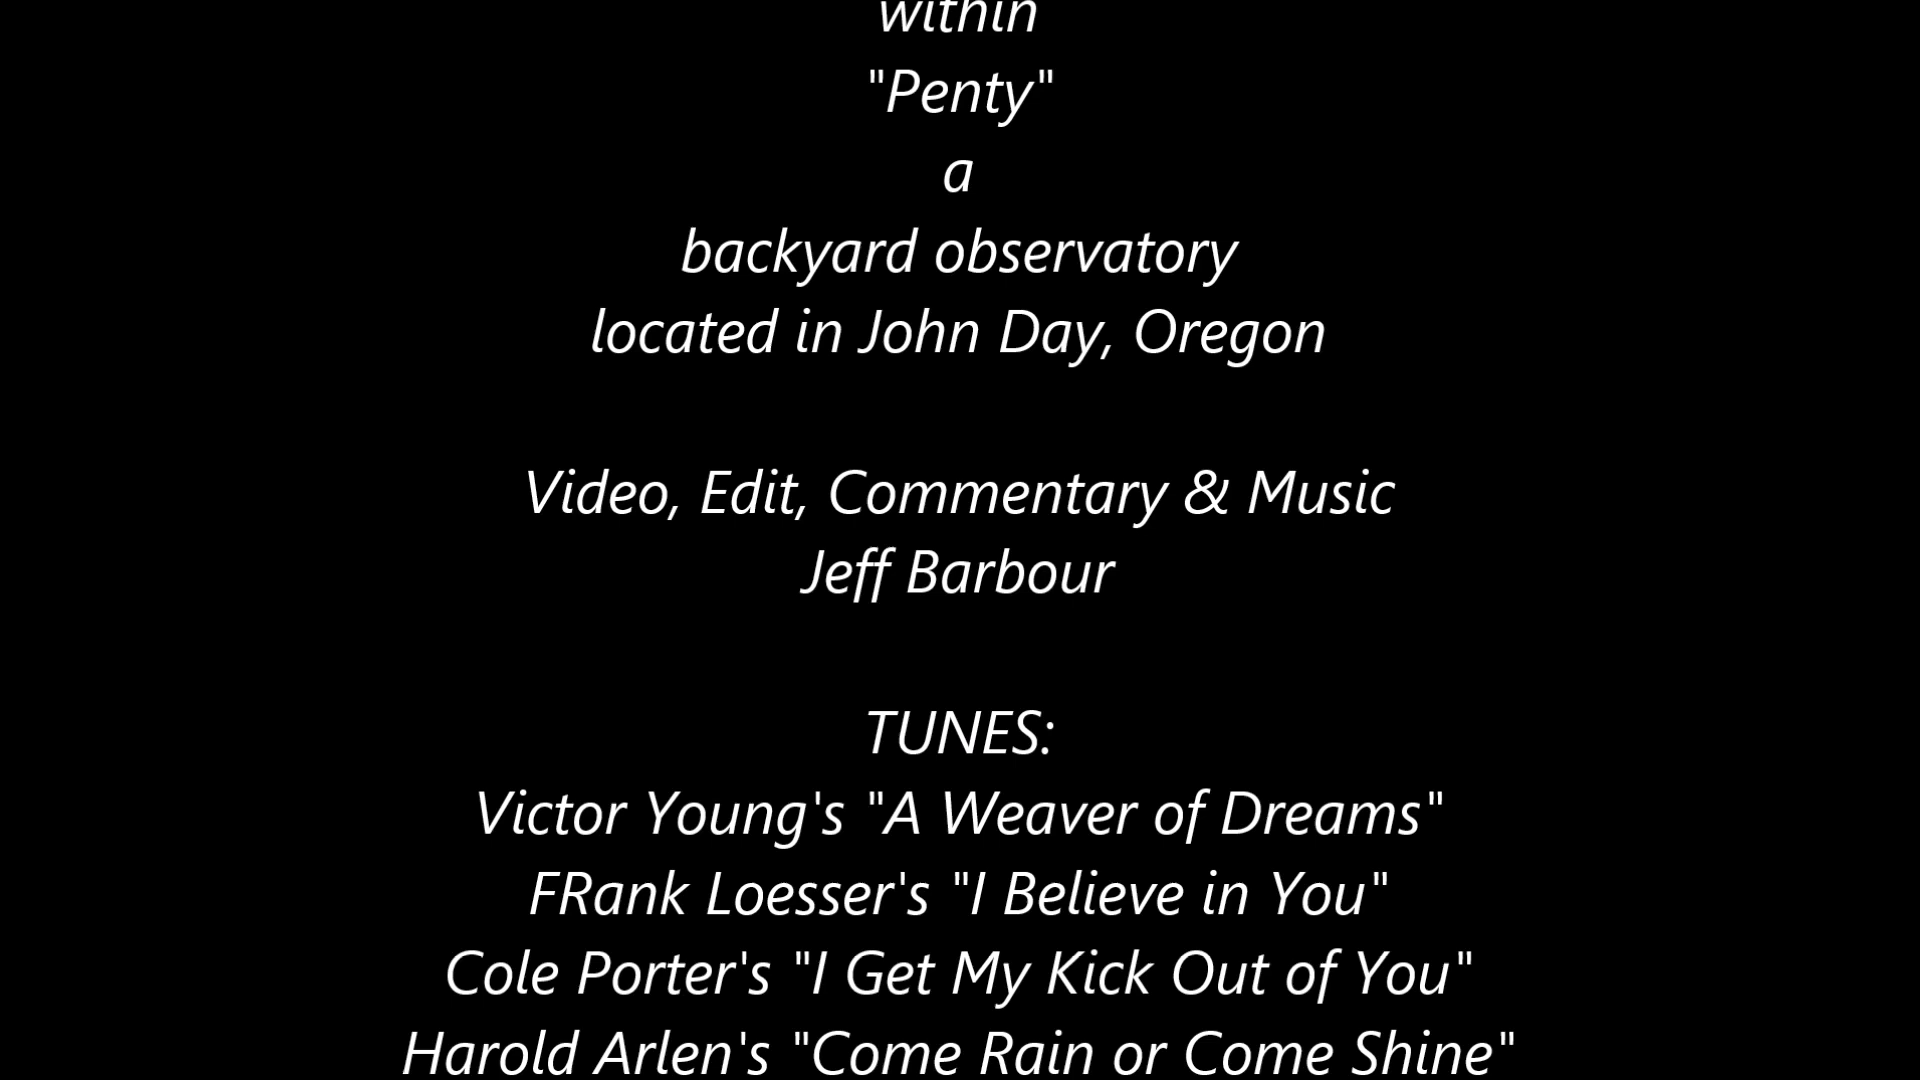 within
"Penty"
a
backyard observatory
located in John Day, Oregon
Video, Edit, Commentary & Music
Jeff Barbour
TUNES:
Victor Young's "A Weaver of Dreams"
FRank Loesser's "I Believe in You"
Cole Porter's "I Get My Kick Out of You"
Harold Arlen's "Come Rain or Come Shine"